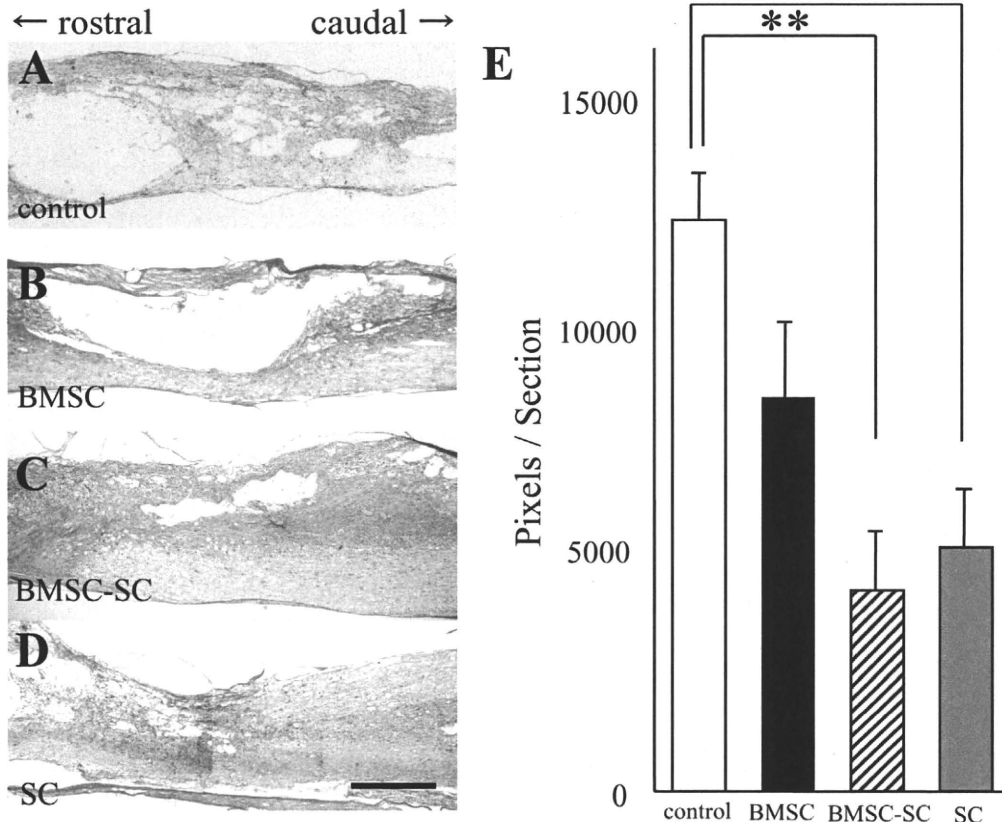 ← rostral caudal →
A
control
B
BMSC
C
BMSC-SC
D
SC
E
**
15000
10000
5000
0
Pixels / Section
control BMSC BMSC-SC SC